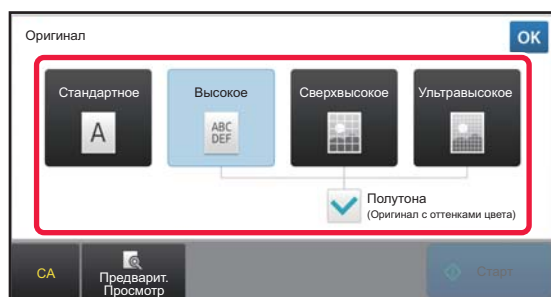 Оригинал
OK
Стандартное
Высокое
Сверхвысокое
Ультравысокое
A
ABC
DEF
Полутона
(Оригинал с оттенками цвета)
CA
Предварит.
Просмотр
Старт